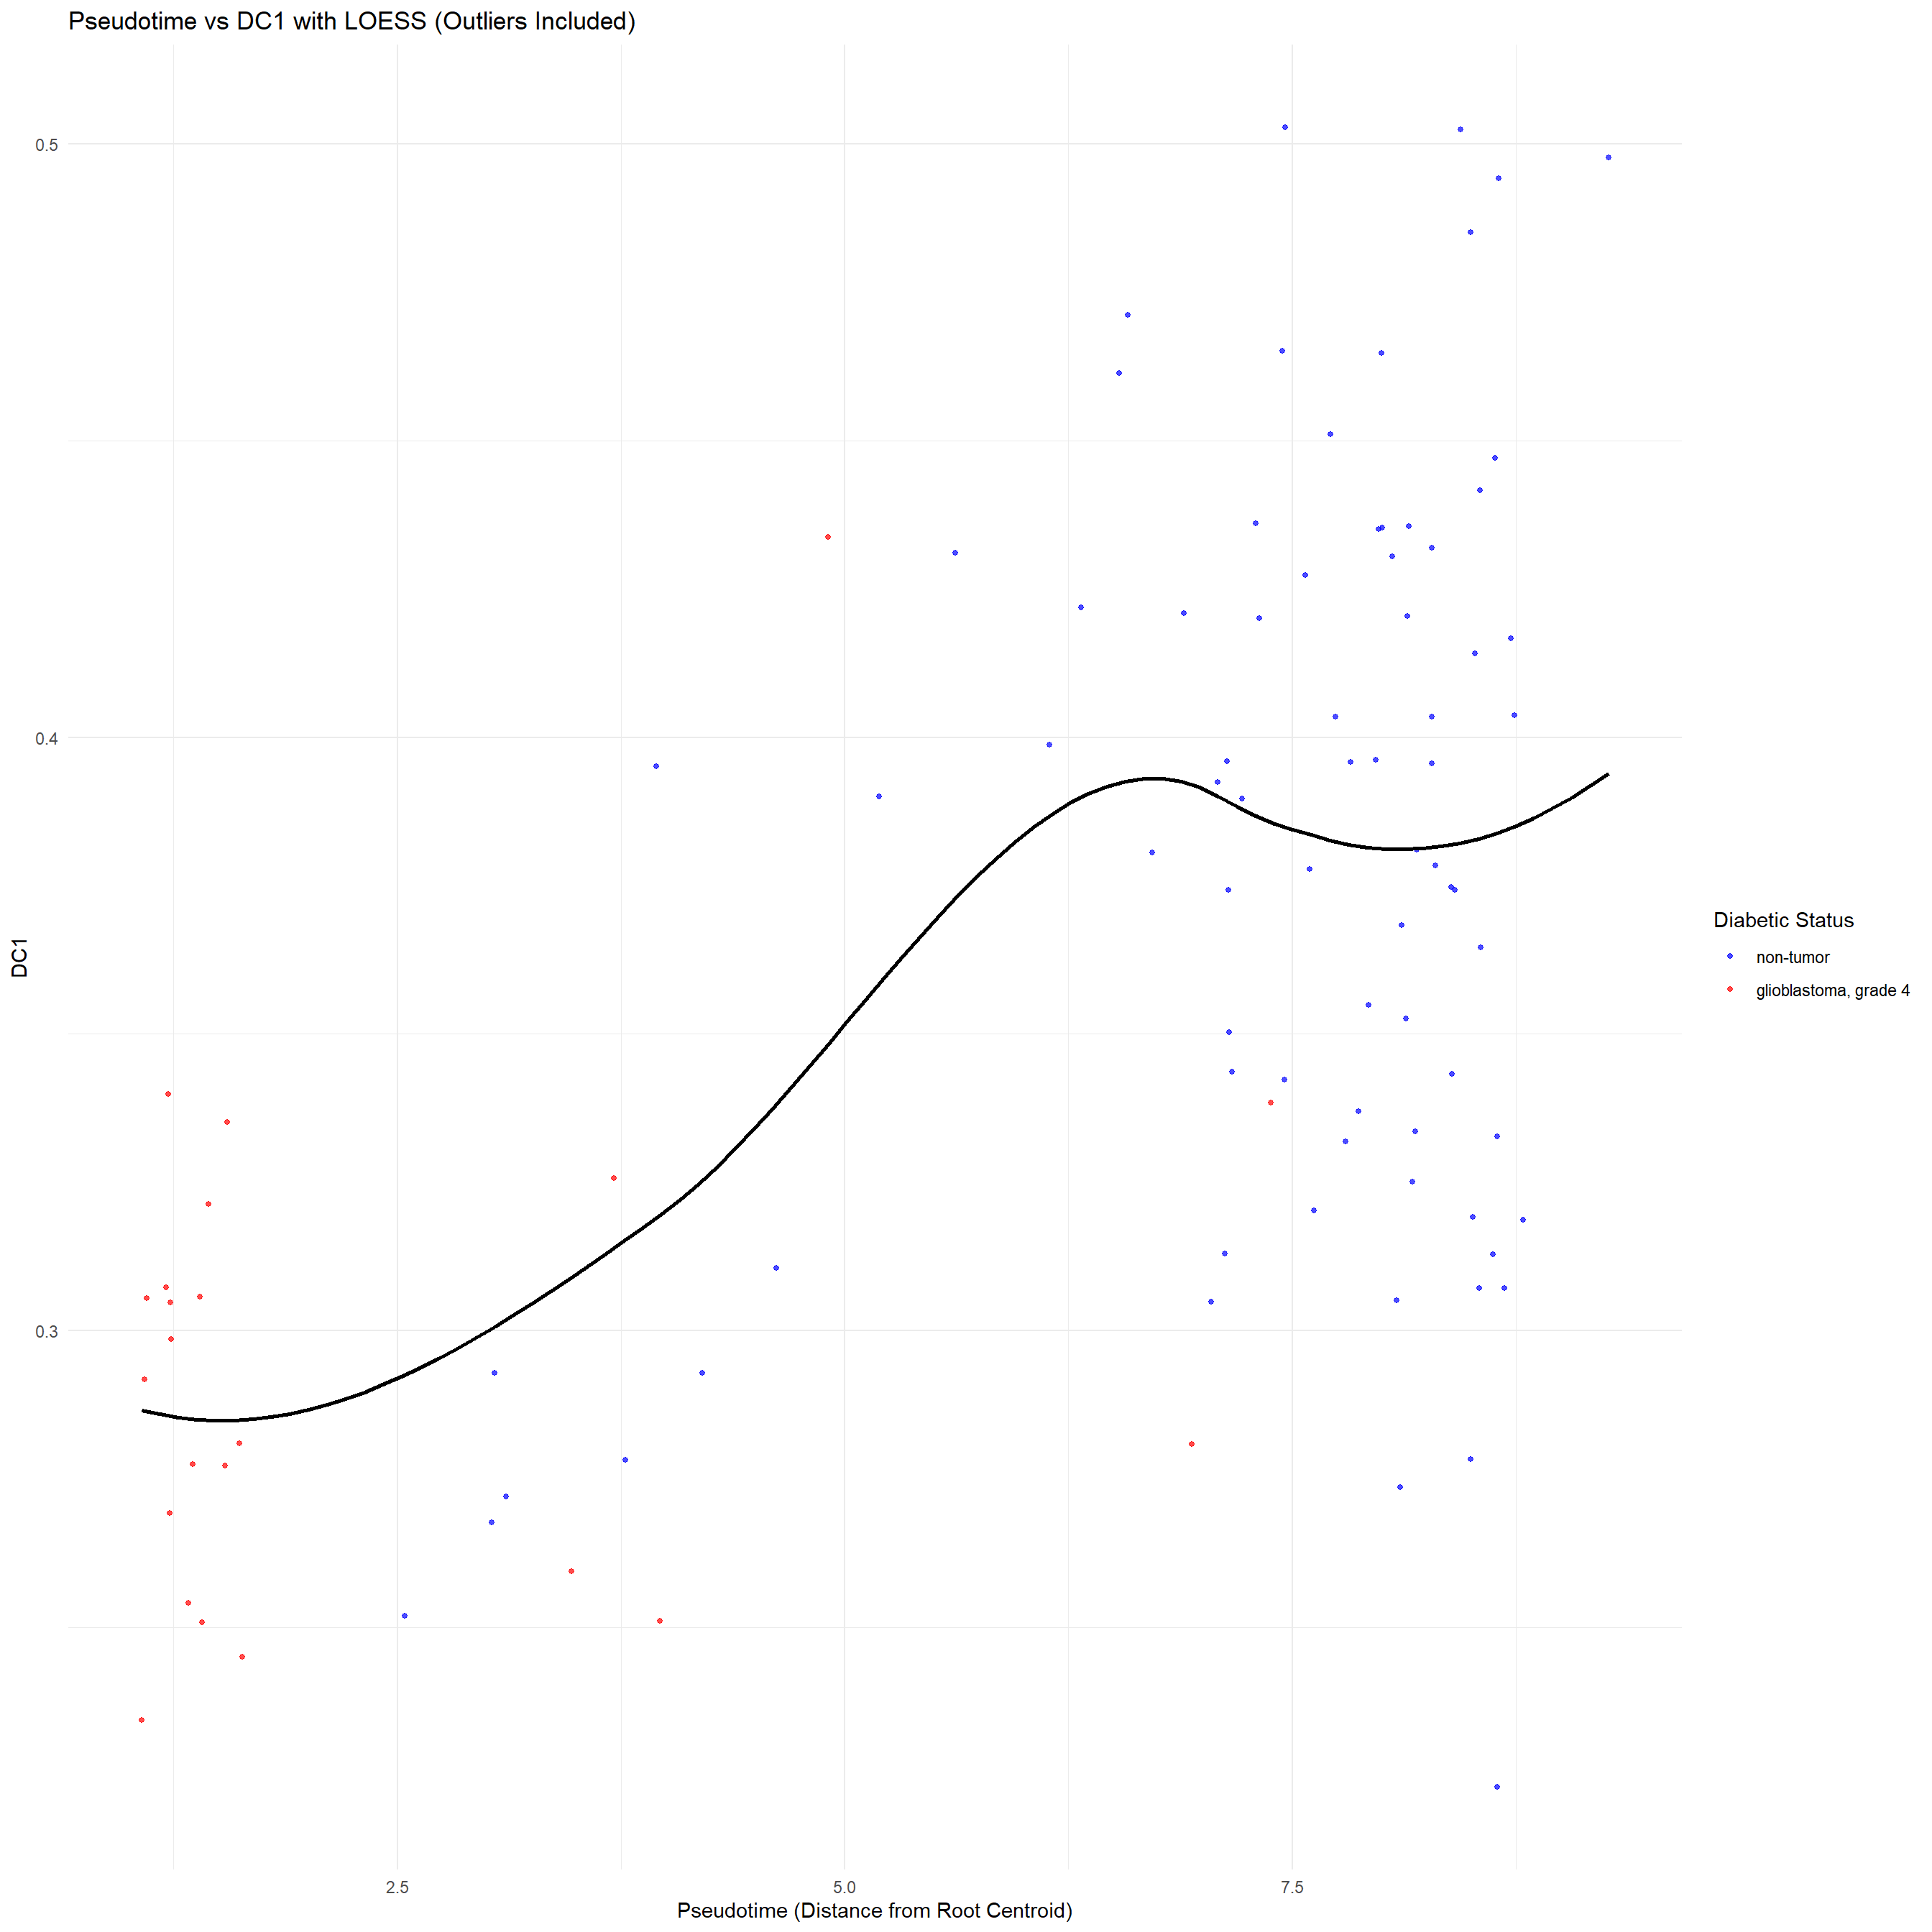 Pseudotime vs DC1 with LOESS (Outliers Included)
0.5
0.4
0.3
DC1
2.5
5.0
7.5
Pseudotime (Distance from Root Centroid)
Diabetic Status
non-tumor
glioblastoma, grade 4